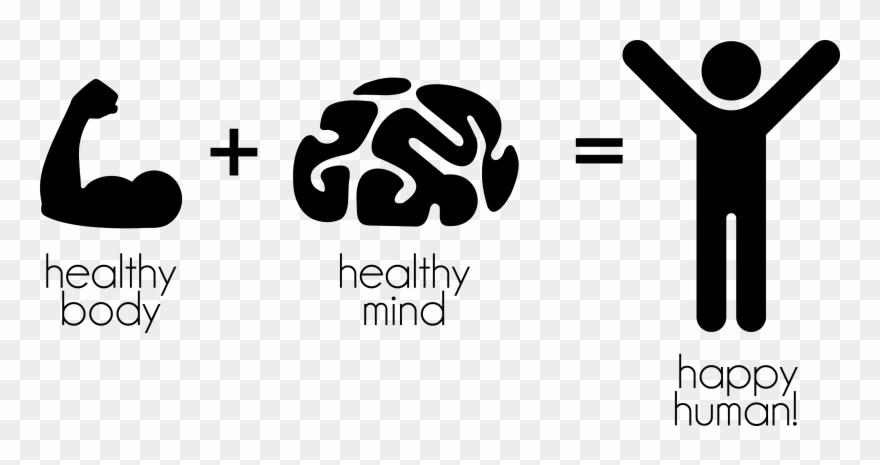 +
=
healthy
body
healthy
mind
happy
human!